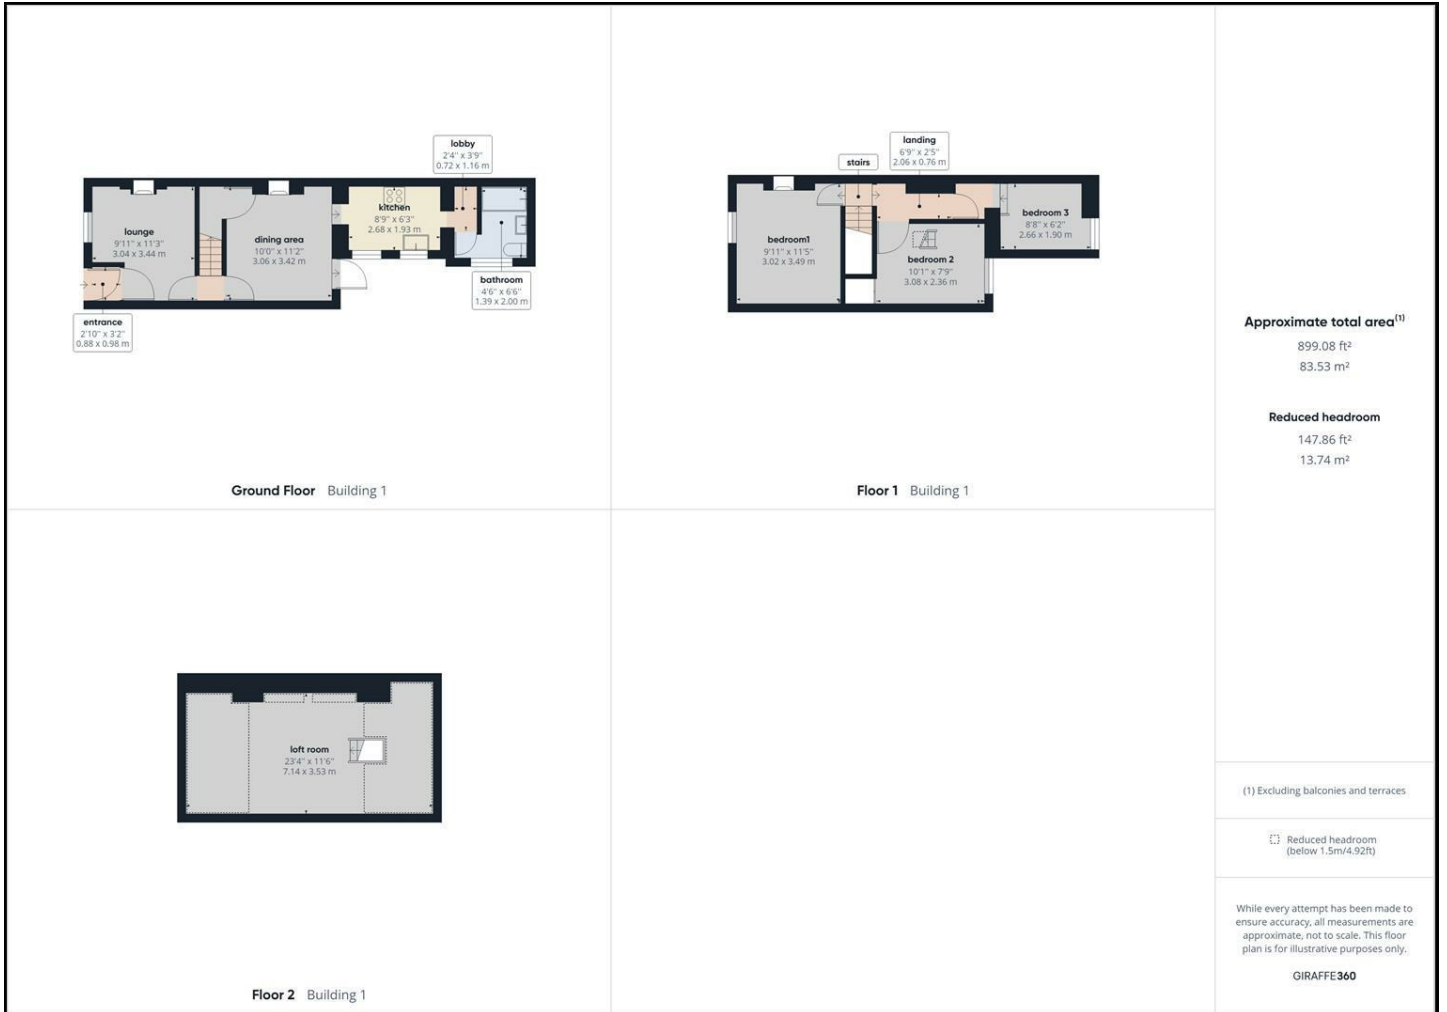 lobby
2'4" x 3'9"
0.72 x 1.16 m
lounge
9'11" x 11'3"
3.04 x 3.44 m
dining area
10'0" x 11'2"
3.06 x 3.42 m
kitchen
8'9" x 6'3"
2.68 x 1.93 m
bathroom
4'6" x 6'6"
1.39 x 2.00 m
entrance
2'10" x 3'2"
0.88 x 0.98 m
Ground Floor Building 1
stairs
landing
6'9" x 2'5"
2.06 x 0.76 m
bedroom1
9'11" x 11'5"
3.02 x 3.49 m
bedroom 2
10'1" x 7'9"
3.08 x 2.36 m
bedroom 3
8'8" x 6'2"
2.66 x 1.90 m
Floor 1 Building 1
loft room
23'4" x 11'6"
7.14 x 3.53 m
Floor 2 Building 1
Approximate total area(1)
899.08 ft²
83.53 m²
Reduced headroom
147.86 ft²
13.74 m²
(1) Excluding balconies and terraces
Reduced headroom
(below 1.5m/4.92ft)
While every attempt has been made to
ensure accuracy, all measurements are
approximate, not to scale. This floor
plan is for illustrative purposes only.
GIRAFFE360